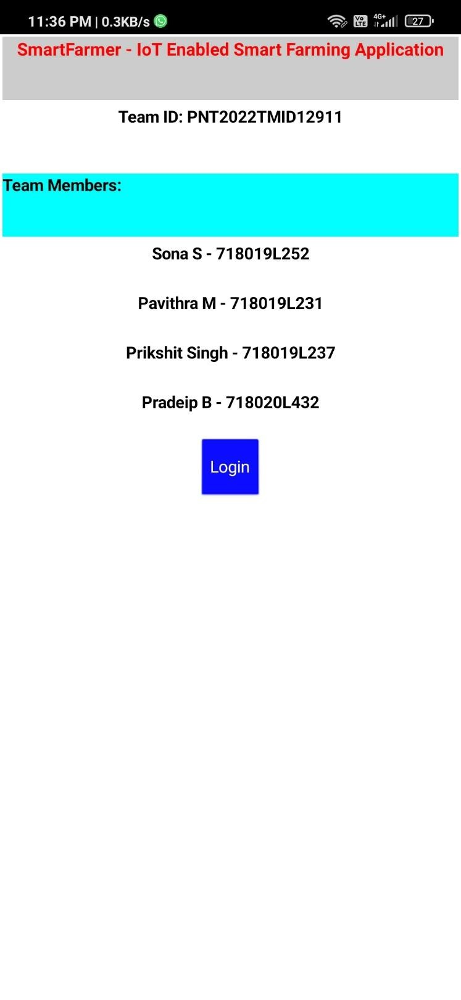 11:36 PM | 0.3KB/s
Vo LTE 4G+ 27
SmartFarmer - IoT Enabled Smart Farming Application
Team ID: PNT2022TMID12911
Team Members:
Sona S - 718019L252
Pavithra M - 718019L231
Prikshit Singh - 718019L237
Pradeip B - 718020L432
Login